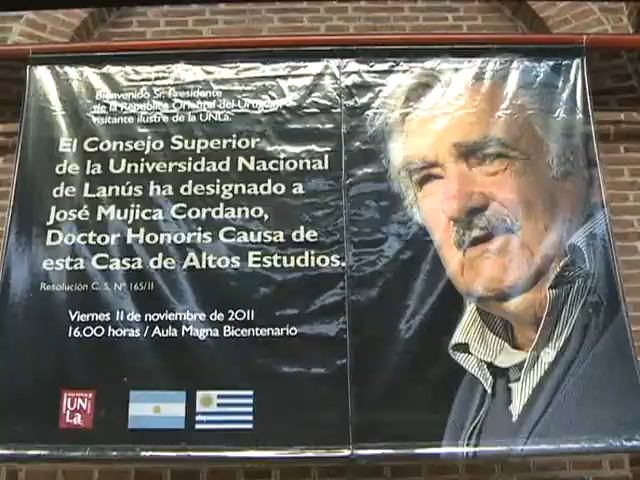 Bienvenido Sr. Presidente
de la República Oriental del Uruguay,
visitante ilustre de la UNLa.
El Consejo Superior
de la Universidad Nacional
de Lanús ha designado a
José Mujica Cordano,
Doctor Honoris Causa de
esta Casa de Altos Estudios.
Resolución C. S. Nº 165/11
Viernes 11 de noviembre de 2011
16.00 horas / Aula Magna Bicentenario
UN
La